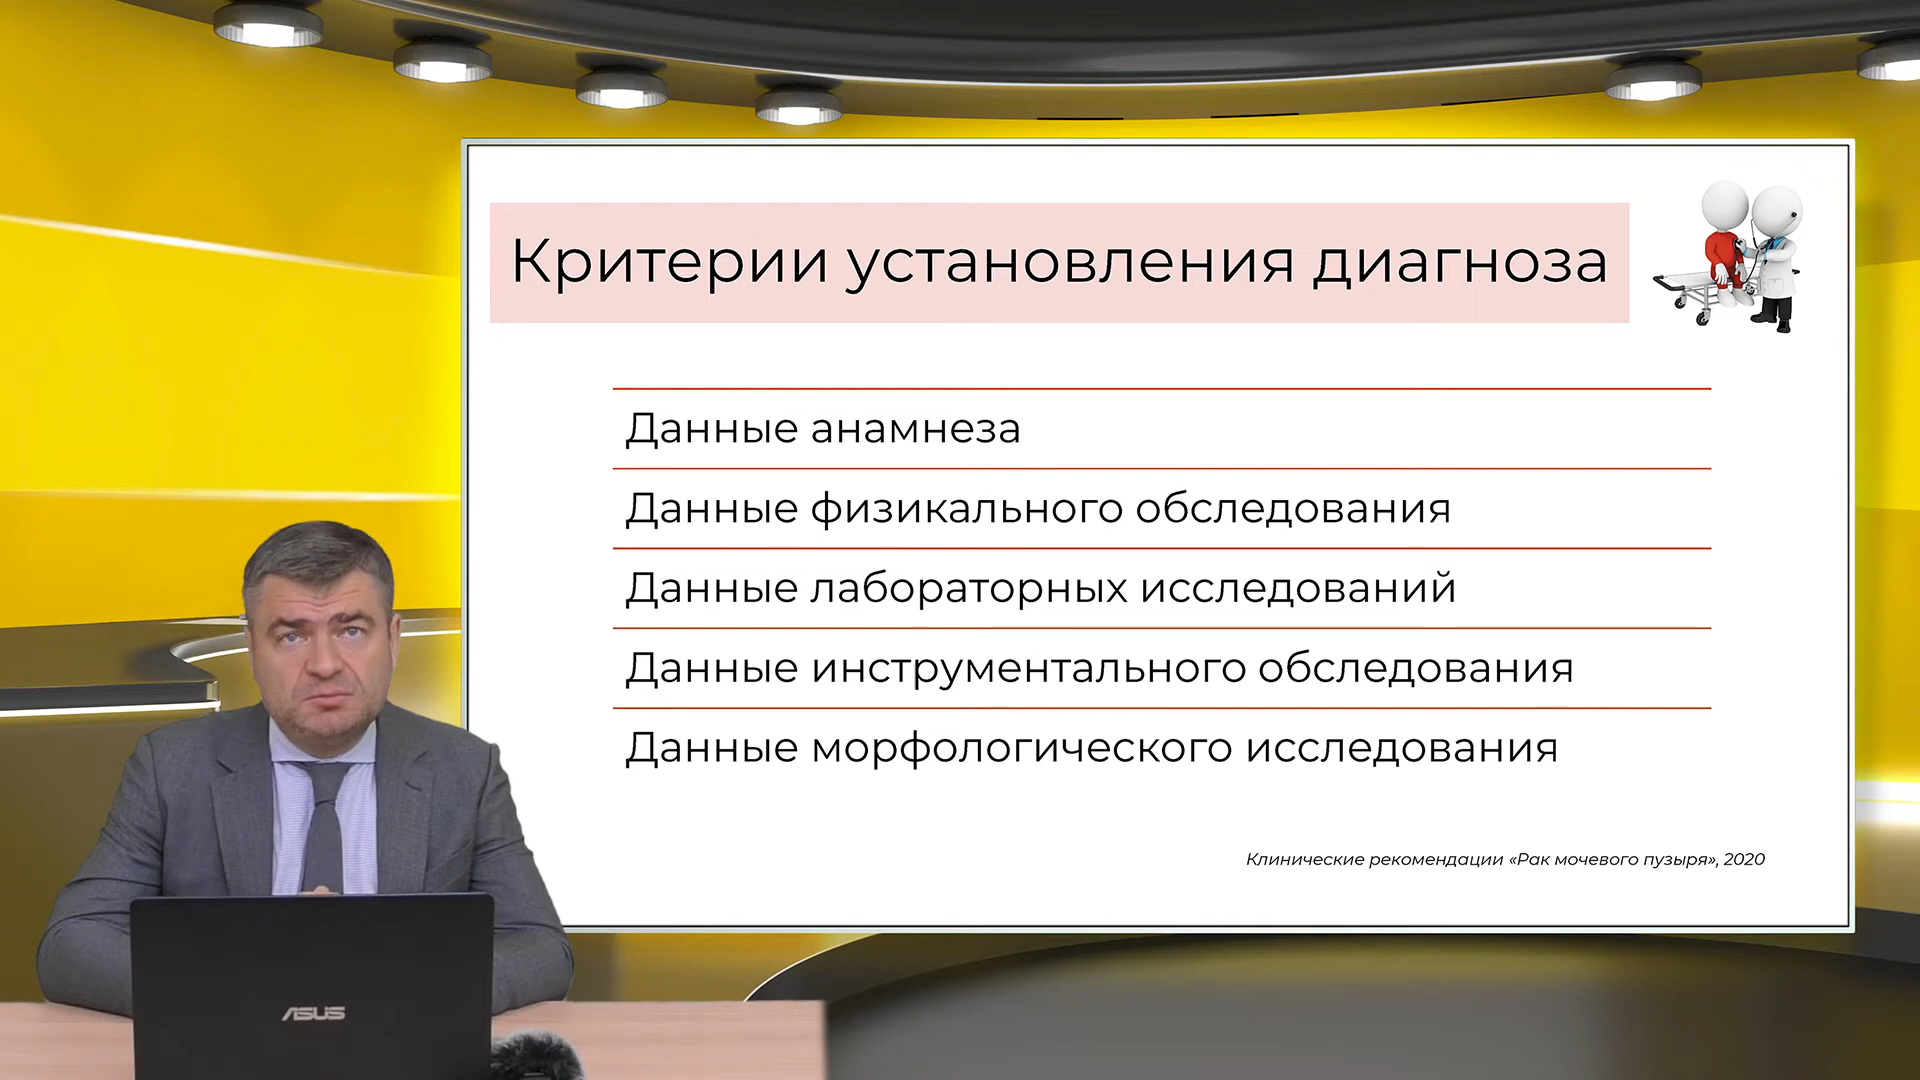 Критерии установления диагноза
Данные анамнеза
Данные физикального обследования
Данные лабораторных исследований
Данные инструментального обследования
Данные морфологического исследования
Клинические рекомендации «Рак мочевого пузыря», 2020
ASUS